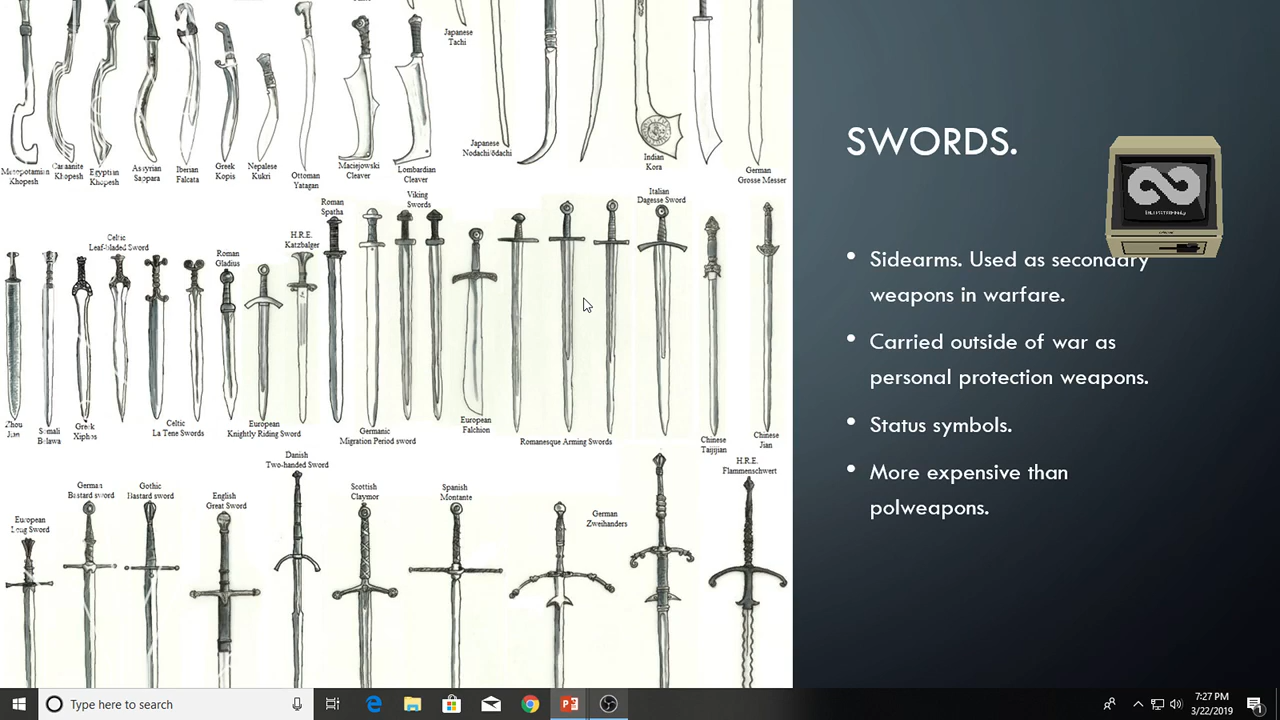 Japanese
Tachi
Japanese
Nodachi/ōdachi
Mesopotamian
Khopesh
Canaanite
Khopesh
Egyptian
Khopesh
Assyrian
Sappara
Iberian
Falcata
Greek
Kopis
Nepalese
Kukri
Ottoman
Yatagan
Maciejowski
Cleaver
Lombardian
Cleaver
Indian
Kora
German
Grosse Messer
Celtic
Leaf-bladed Sword
Roman
Gladius
H.R.E.
Katzbalger
Roman
Spatha
Viking
Swords
Italian
Dagesse Sword
Zhou
Jian
Somali
Belawa
Greek
Xiphos
Celtic
La Tene Swords
European
Knightly Riding Sword
Germanic
Migration Period sword
European
Falchion
Romanesque Arming Swords
Chinese
Taijijian
Chinese
Jian
European
Long Sword
German
Bastard sword
Gothic
Bastard sword
English
Great Sword
Danish
Two-handed Sword
Scottish
Claymor
Spanish
Montante
German
Zweihanders
H.R.E.
Flammenschwert
SWORDS.
• Sidearms. Used as secondary
weapons in warfare.
• Carried outside of war as
personal protection weapons.
• Status symbols.
• More expensive than
polweapons.
Type here to search
7:27 PM
3/22/2019